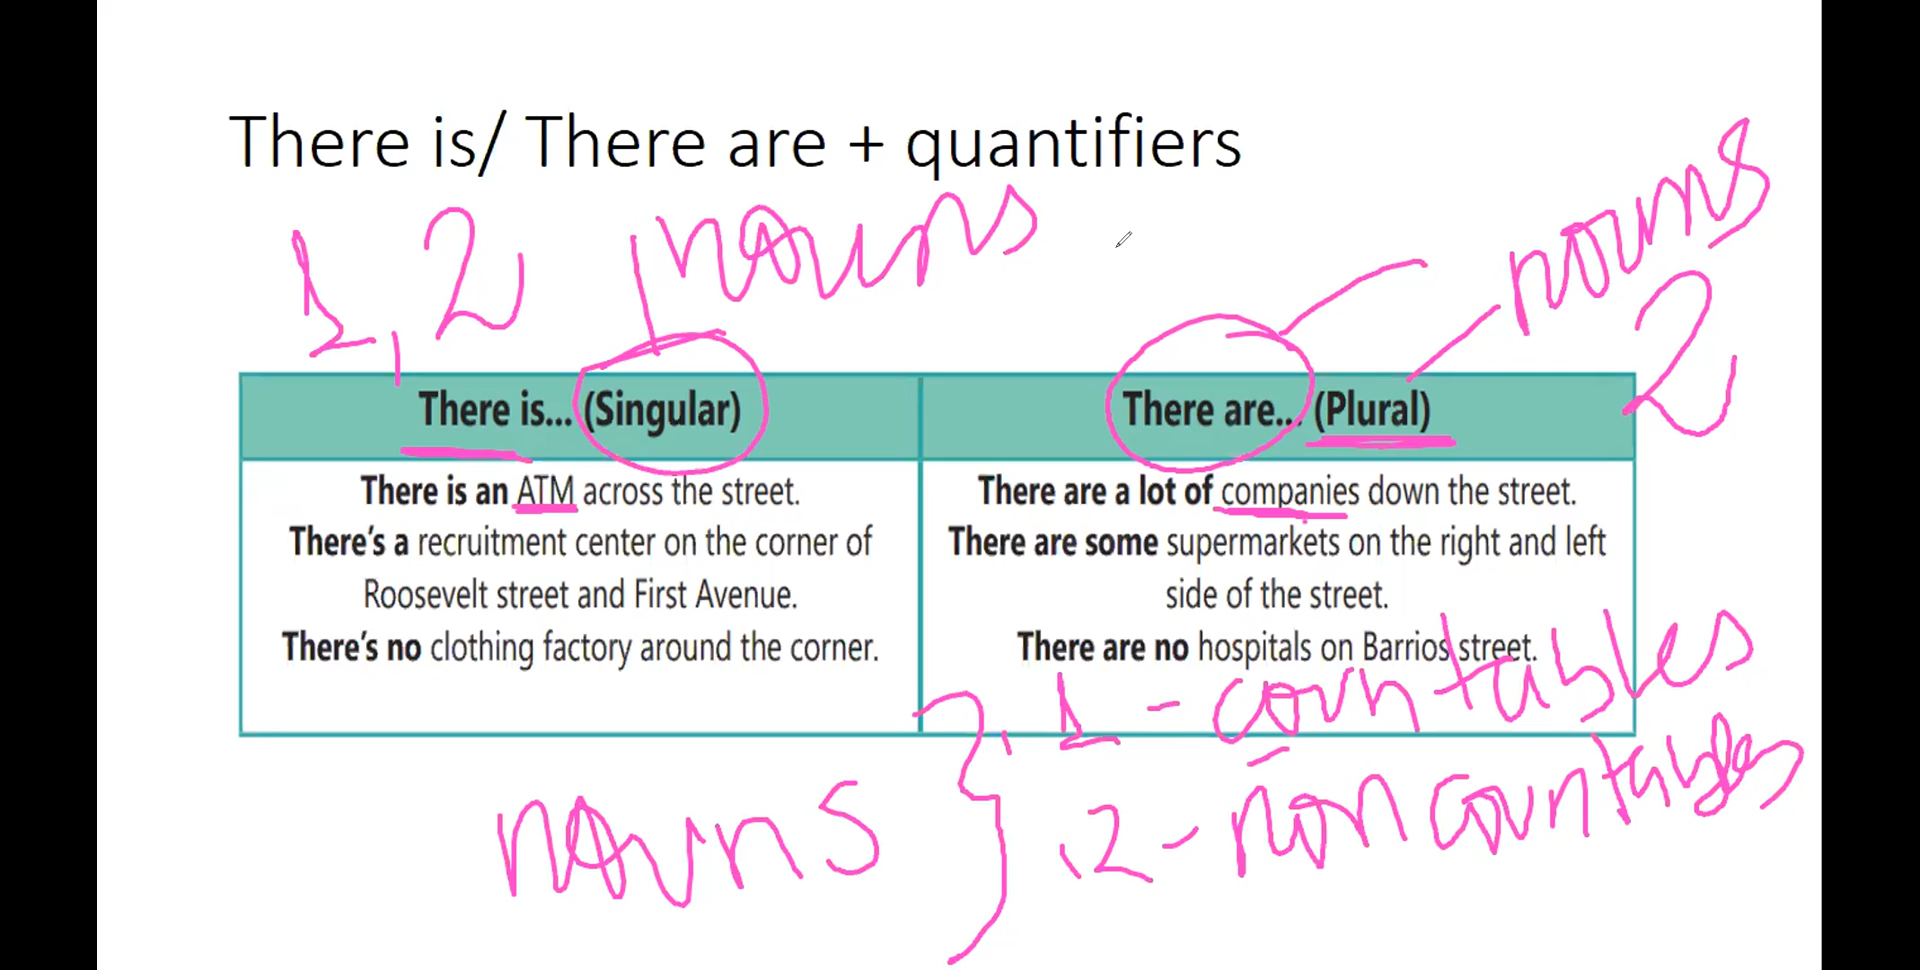 There is/ There are + quantifiers
1, 2 nouns
nouns
2
There is... (Singular)
There are... (Plural)
There is an ATM across the street.
There's a recruitment center on the corner of
Roosevelt street and First Avenue.
There's no clothing factory around the corner.
There are a lot of companies down the street.
There are some supermarkets on the right and left
side of the street.
There are no hospitals on Barrios street.
nouns
1 - countables
2 - non countables